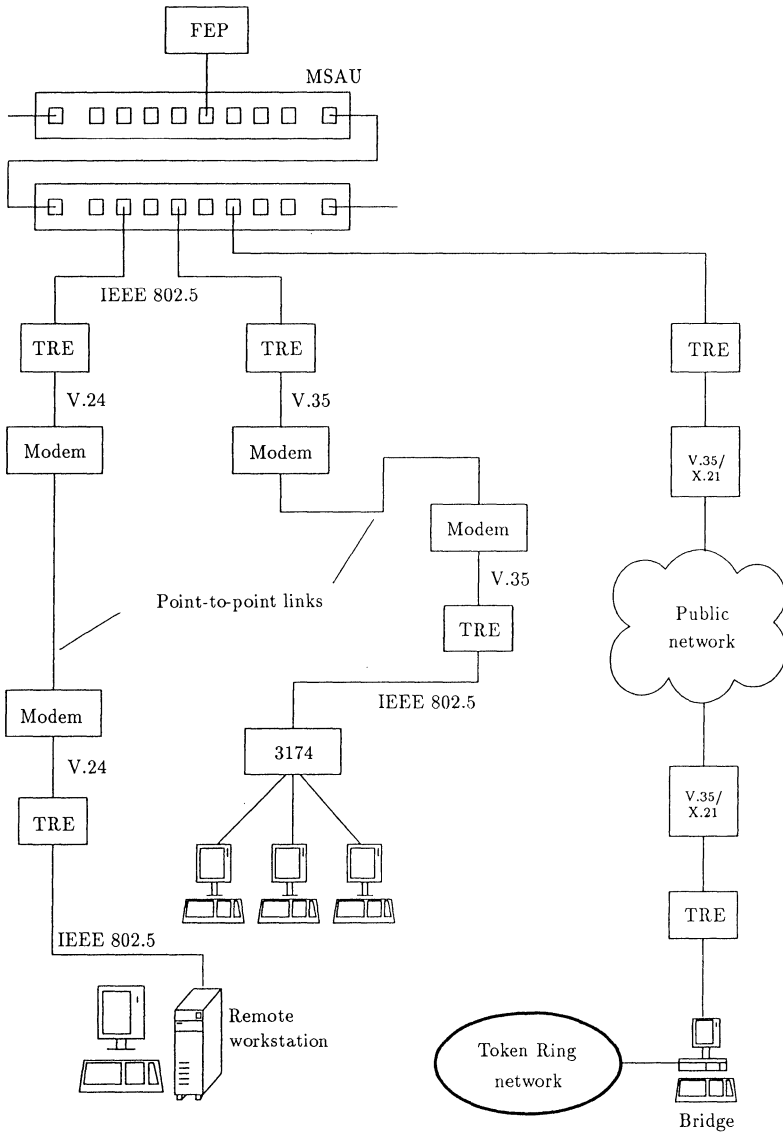 FEP
MSAU
IEEE 802.5
TRE
TRE
TRE
V.24
V.35
Modem
Modem
V.35/
X.21
Modem
V.35
Point-to-point links
TRE
Public
network
IEEE 802.5
Modem
3174
V.24
V.35/
X.21
TRE
TRE
IEEE 802.5
Remote
workstation
Token Ring
network
Bridge